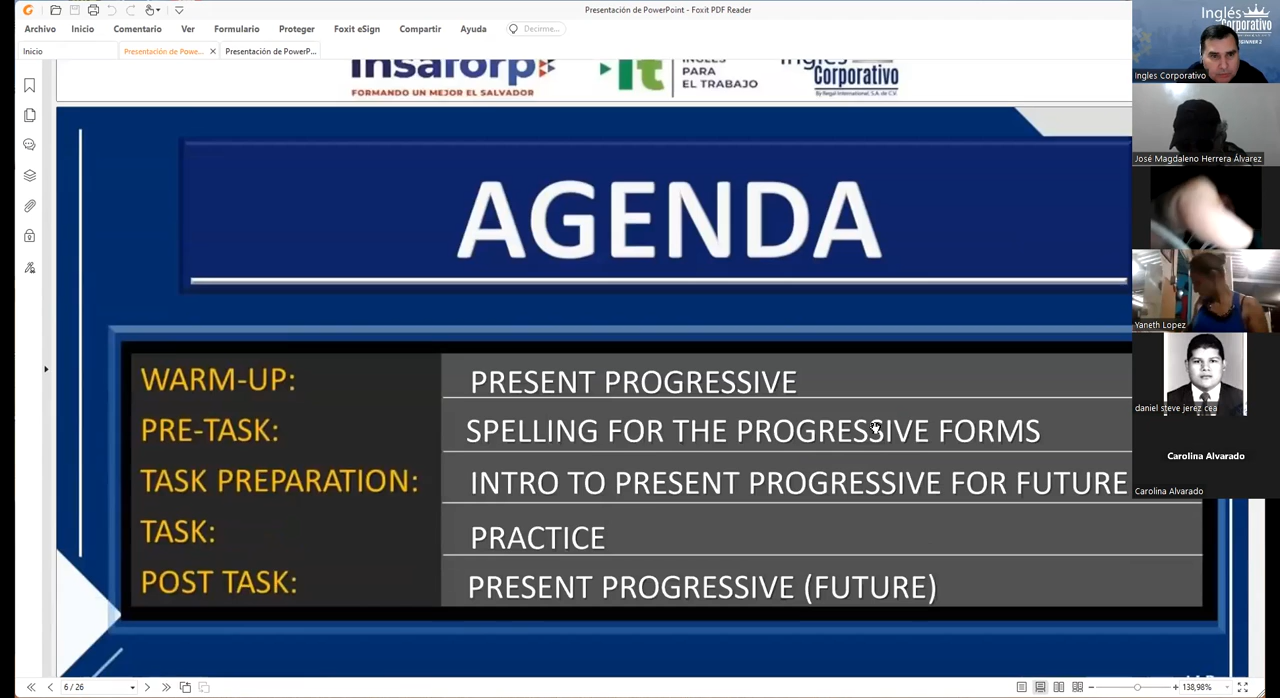 Presentación de PowerPoint - Foxit PDF Reader
Archivo Inicio Comentario Ver Formulario Proteger Foxit eSign Compartir Ayuda Decirme...
Inicio Presentación de Powe... Presentación de PowerP...
insaforp
FORMANDO UN MEJOR EL SALVADOR
it
INGLÉS
PARA
EL TRABAJO
Inglés
Corporativo
AGENDA
WARM-UP: PRESENT PROGRESSIVE
PRE-TASK: SPELLING FOR THE PROGRESSIVE FORMS
TASK PREPARATION: INTRO TO PRESENT PROGRESSIVE FOR FUTURE
TASK: PRACTICE
POST TASK: PRESENT PROGRESSIVE (FUTURE)
6 / 26
138,98%
Inglés
Corporativo
Ingles Corporativo
José Magdaleno Herrera Álvarez
Yaneth Lopez
daniel steve jerez cea
Carolina Alvarado
Carolina Alvarado